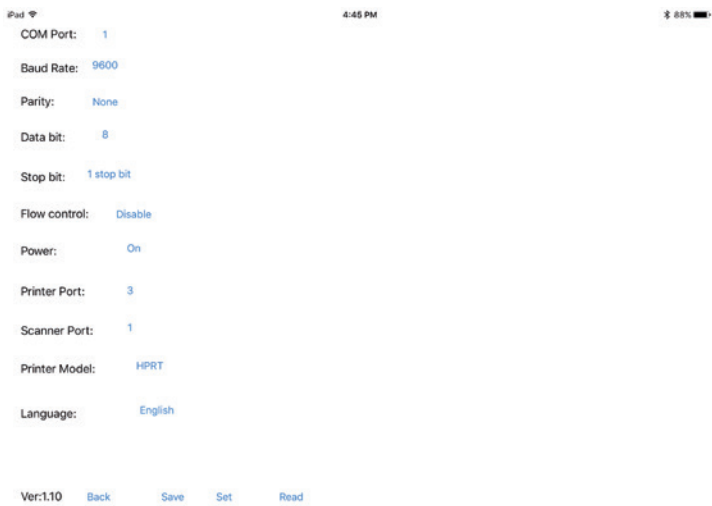 iPad 4:45 PM 88%
COM Port: 1
Baud Rate: 9600
Parity: None
Data bit: 8
Stop bit: 1 stop bit
Flow control: Disable
Power: On
Printer Port: 3
Scanner Port: 1
Printer Model: HPRT
Language: English
Ver:1.10 Back Save Set Read